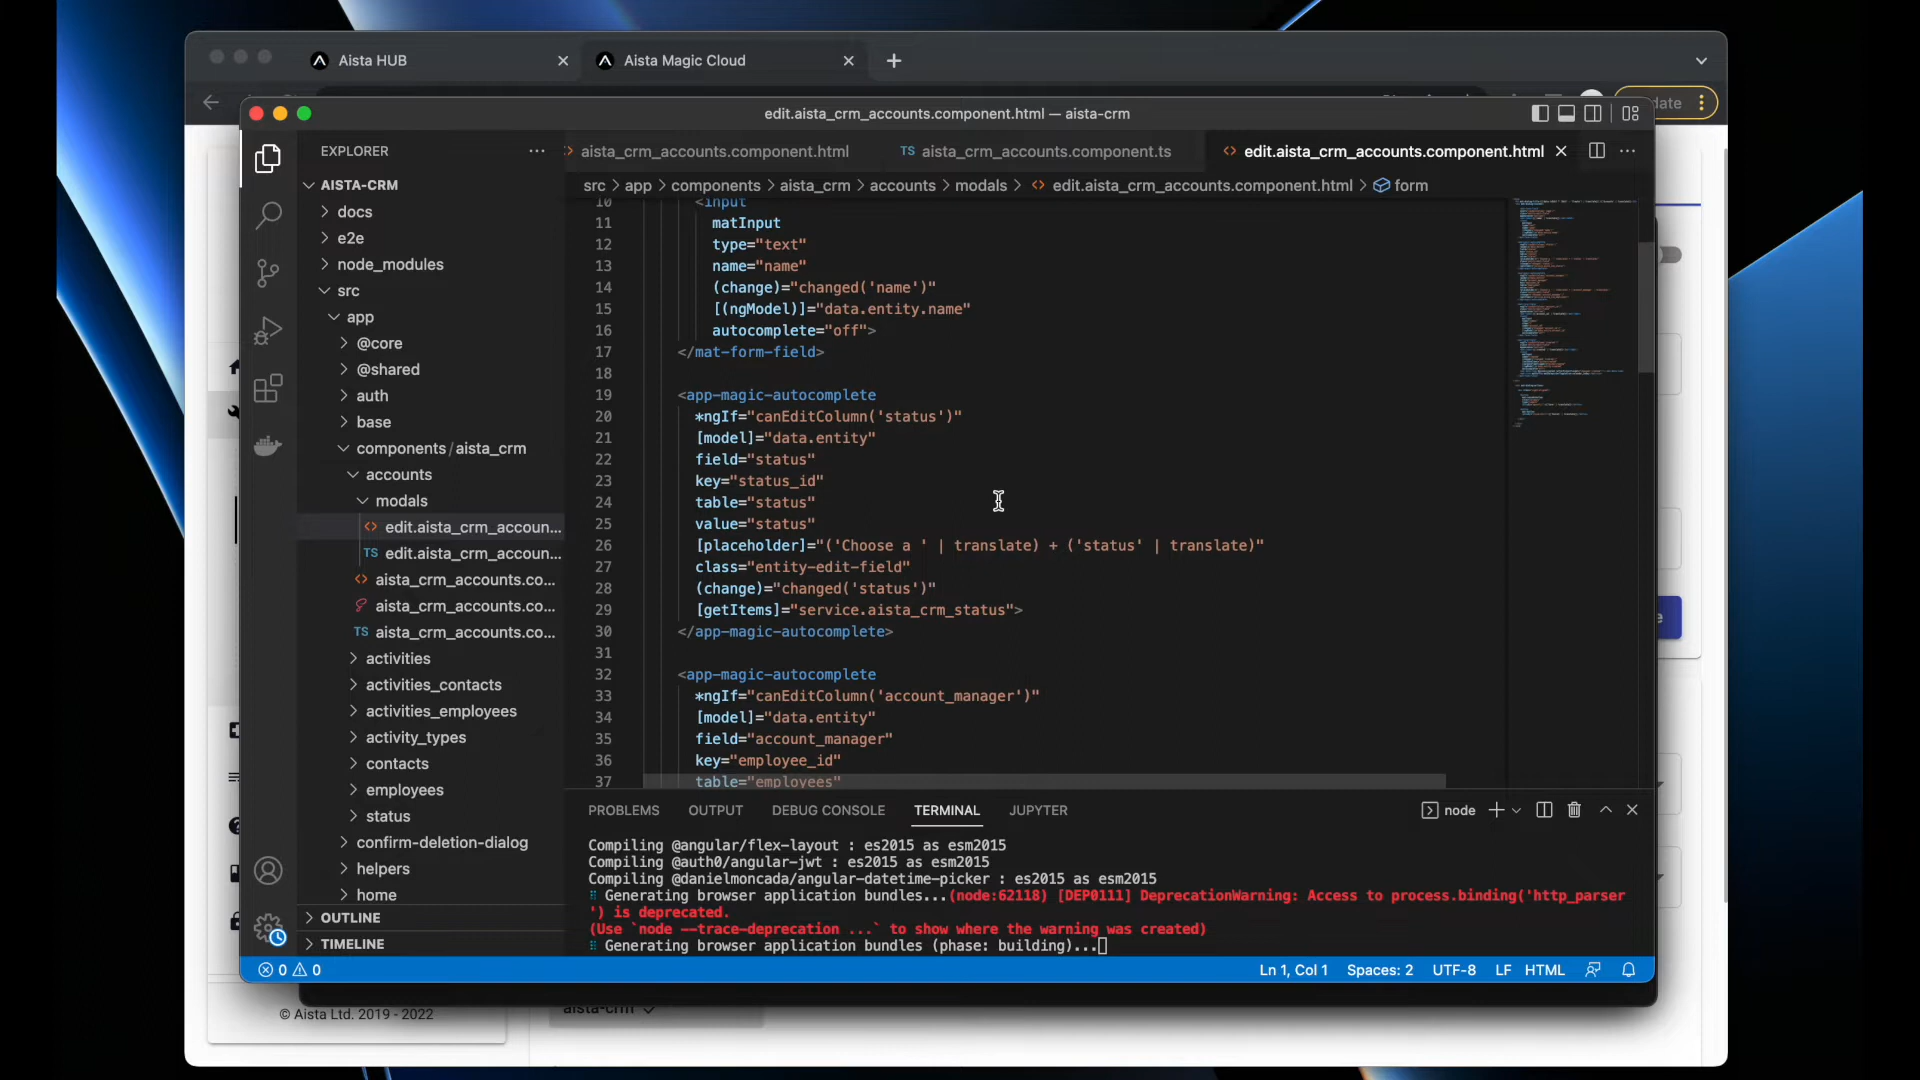 Aista HUB
Aista Magic Cloud
date
edit.aista_crm_accounts.component.html — aista-crm
EXPLORER
aista_crm_accounts.component.html
TS aista_crm_accounts.component.ts
edit.aista_crm_accounts.component.html
src > app > components > aista_crm > accounts > modals > edit.aista_crm_accounts.component.html > form
AISTA-CRM
docs
e2e
node_modules
src
app
@core
@shared
auth
base
components / aista_crm
accounts
modals
edit.aista_crm_accoun...
TS edit.aista_crm_accoun...
aista_crm_accounts.co...
aista_crm_accounts.co...
TS aista_crm_accounts.co...
activities
activities_contacts
activities_employees
activity_types
contacts
employees
status
confirm-deletion-dialog
helpers
home
OUTLINE
TIMELINE
10 <input
11 matInput
12 type="text"
13 name="name"
14 (change)="changed('name')"
15 [(ngModel)]="data.entity.name"
16 autocomplete="off">
17 </mat-form-field>
18
19 <app-magic-autocomplete
20 *ngIf="canEditColumn('status')"
21 [model]="data.entity"
22 field="status"
23 key="status_id"
24 table="status"
25 value="status"
26 [placeholder]="('Choose a ' | translate) + ('status' | translate)"
27 class="entity-edit-field"
28 (change)="changed('status')"
29 [getItems]="service.aista_crm_status">
30 </app-magic-autocomplete>
31
32 <app-magic-autocomplete
33 *ngIf="canEditColumn('account_manager')"
34 [model]="data.entity"
35 field="account_manager"
36 key="employee_id"
37 table="employees"
PROBLEMS OUTPUT DEBUG CONSOLE TERMINAL JUPYTER
node
Compiling @angular/flex-layout : es2015 as esm2015
Compiling @auth0/angular-jwt : es2015 as esm2015
Compiling @danielmoncada/angular-datetime-picker : es2015 as esm2015
Generating browser application bundles...(node:62118) [DEP0111] DeprecationWarning: Access to process.binding('http_parser
') is deprecated.
(Use `node --trace-deprecation ...` to show where the warning was created)
Generating browser application bundles (phase: building)...
0 0
Ln 1, Col 1 Spaces: 2 UTF-8 LF HTML
e
© Aista Ltd. 2019 - 2022
aista-crm